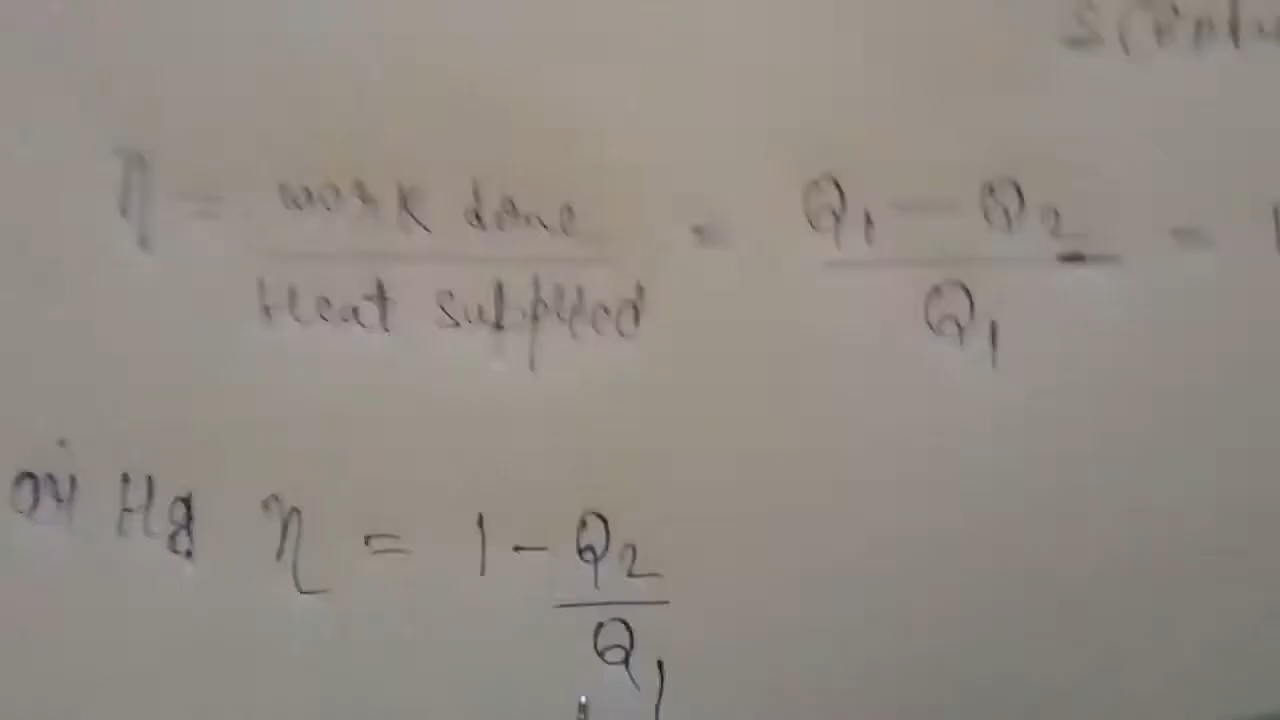 η = work done / Heat supplied = Q₁ − Q₂ / Q₁ =
η = 1 − Q₂ / Q₁